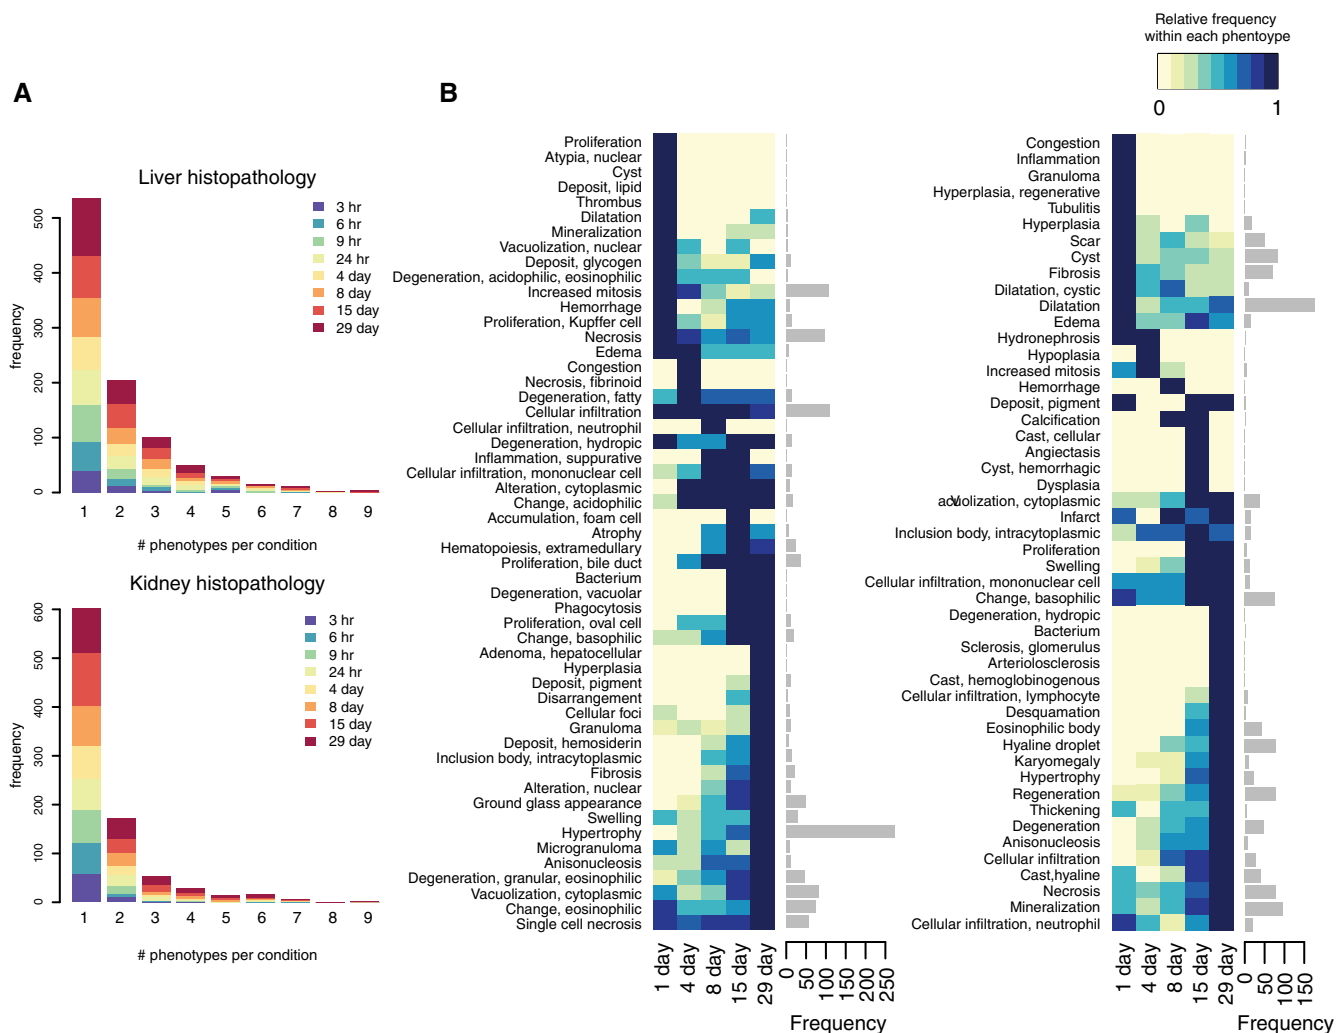 Relative frequency
within each phentoype
0 1
A
B
Liver histopathology
frequency
0 100 200 300 400 500
3 hr
6 hr
9 hr
24 hr
4 day
8 day
15 day
29 day
1 2 3 4 5 6 7 8 9
# phenotypes per condition
Kidney histopathology
frequency
0 100 200 300 400 500 600
3 hr
6 hr
9 hr
24 hr
4 day
8 day
15 day
29 day
1 2 3 4 5 6 7 8 9
# phenotypes per condition
Proliferation
Atypia, nuclear
Cyst
Deposit, lipid
Thrombus
Dilatation
Mineralization
Vacuolization, nuclear
Deposit, glycogen
Degeneration, acidophilic, eosinophilic
Increased mitosis
Hemorrhage
Proliferation, Kupffer cell
Necrosis
Edema
Congestion
Necrosis, fibrinoid
Degeneration, fatty
Cellular infiltration
Cellular infiltration, neutrophil
Degeneration, hydropic
Inflammation, suppurative
Cellular infiltration, mononuclear cell
Alteration, cytoplasmic
Change, acidophilic
Accumulation, foam cell
Atrophy
Hematopoiesis, extramedullary
Proliferation, bile duct
Bacterium
Degeneration, vacuolar
Phagocytosis
Proliferation, oval cell
Change, basophilic
Adenoma, hepatocellular
Hyperplasia
Deposit, pigment
Disarrangement
Cellular foci
Granuloma
Deposit, hemosiderin
Inclusion body, intracytoplasmic
Fibrosis
Alteration, nuclear
Ground glass appearance
Swelling
Hypertrophy
Microgranuloma
Anisonucleosis
Degeneration, granular, eosinophilic
Vacuolization, cytoplasmic
Change, eosinophilic
Single cell necrosis
1 day 4 day 8 day 15 day 29 day
0 50 100 150 200 250
Frequency
Congestion
Inflammation
Granuloma
Hyperplasia, regenerative
Tubulitis
Hyperplasia
Scar
Cyst
Fibrosis
Dilatation, cystic
Dilatation
Edema
Hydronephrosis
Hypoplasia
Increased mitosis
Hemorrhage
Deposit, pigment
Calcification
Cast, cellular
Angiectasis
Cyst, hemorrhagic
Dysplasia
cytoplasmic
Infarct
Inclusion body, intracytoplasmic
Proliferation
Swelling
Cellular infiltration, mononuclear cell
Change, basophilic
Degeneration, hydropic
Bacterium
Sclerosis, glomerulus
Arteriolosclerosis
Cast, hemoglobinogenous
Cellular infiltration, lymphocyte
Desquamation
Eosinophilic body
Hyaline droplet
Karyomegaly
Hypertrophy
Regeneration
Thickening
Degeneration
Anisonucleosis
Cellular infiltration
Cast,hyaline
Necrosis
Mineralization
Cellular infiltration, neutrophil
1 day 4 day 8 day 15 day 29 day
0 50 100 150
Frequency